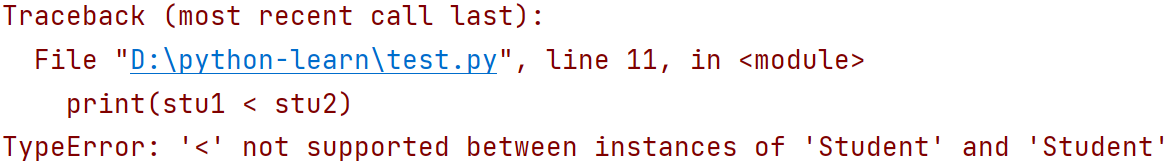 Traceback (most recent call last):
  File "D:\python-learn\test.py", line 11, in <module>
    print(stu1 < stu2)
TypeError: '<' not supported between instances of 'Student' and 'Student'